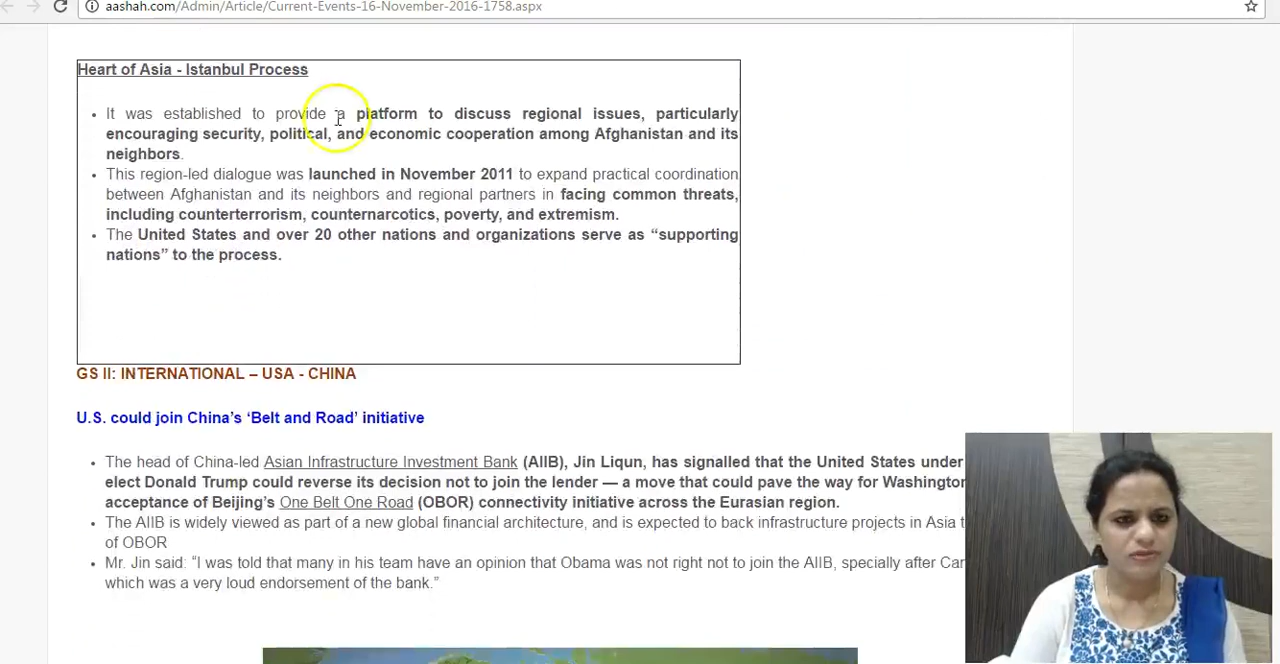 aashah.com/Admin/Article/Current-Events-16-November-2016-1758.aspx
Heart of Asia - Istanbul Process
• It was established to provide a platform to discuss regional issues, particularly
encouraging security, political, and economic cooperation among Afghanistan and its
neighbors.
• This region-led dialogue was launched in November 2011 to expand practical coordination
between Afghanistan and its neighbors and regional partners in facing common threats,
including counterterrorism, counternarcotics, poverty, and extremism.
• The United States and over 20 other nations and organizations serve as “supporting
nations” to the process.
GS II: INTERNATIONAL – USA - CHINA
U.S. could join China’s ‘Belt and Road’ initiative
• The head of China-led Asian Infrastructure Investment Bank (AIIB), Jin Liqun, has signalled that the United States under
elect Donald Trump could reverse its decision not to join the lender — a move that could pave the way for Washington
acceptance of Beijing’s One Belt One Road (OBOR) connectivity initiative across the Eurasian region.
• The AIIB is widely viewed as part of a new global financial architecture, and is expected to back infrastructure projects in Asia
of OBOR
• Mr. Jin said: “I was told that many in his team have an opinion that Obama was not right not to join the AIIB, specially after
which was a very loud endorsement of the bank.”